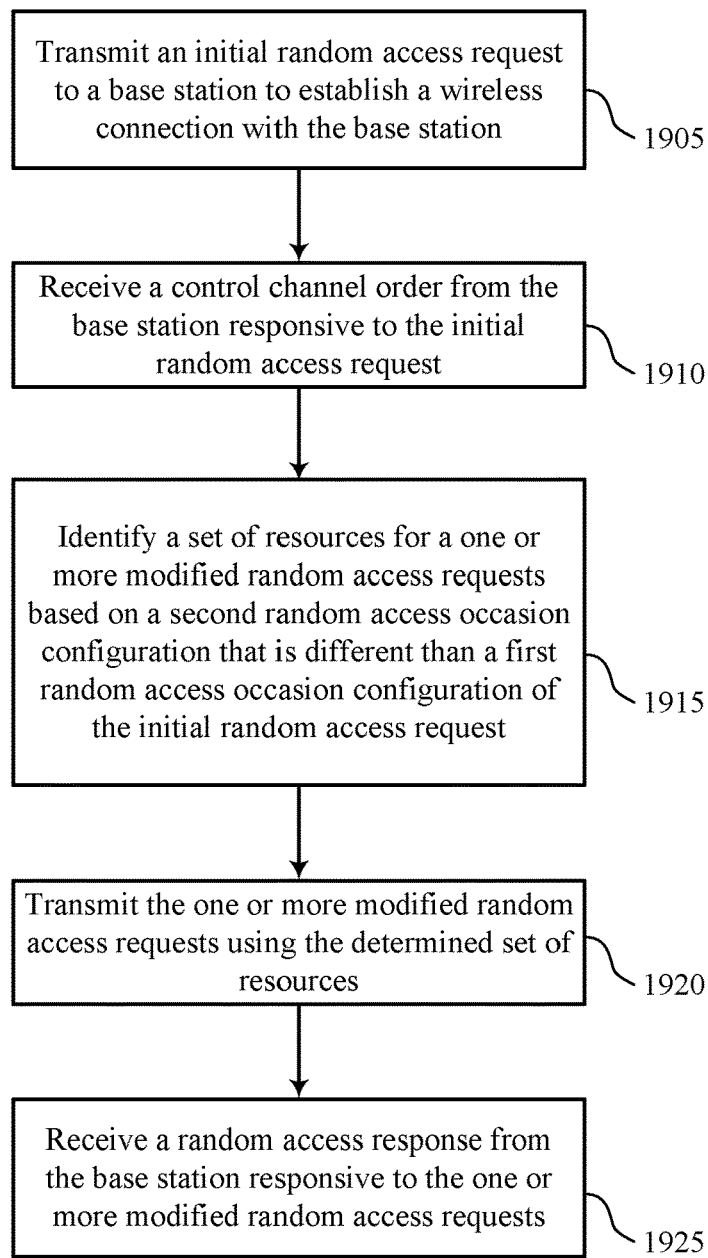 Transmit an initial random access request
to a base station to establish a wireless
connection with the base station
1905
Receive a control channel order from the
base station responsive to the initial
random access request
1910
Identify a set of resources for a one or
more modified random access requests
based on a second random access occasion
configuration that is different than a first
random access occasion configuration of
the initial random access request
1915
Transmit the one or more modified random
access requests using the determined set of
resources
1920
Receive a random access response from
the base station responsive to the one or
more modified random access requests
1925